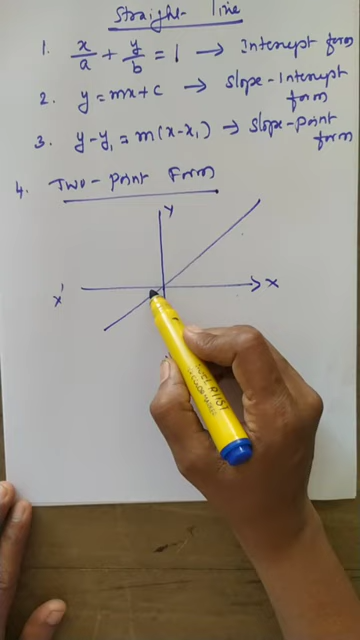 Straight line
1. x/a + y/b = 1 → Intercept form
2. y = mx + c → Slope-Intercept form
3. y - y₁ = m(x - x₁) → Slope-point form
4. Two-point Form
Y
X' X